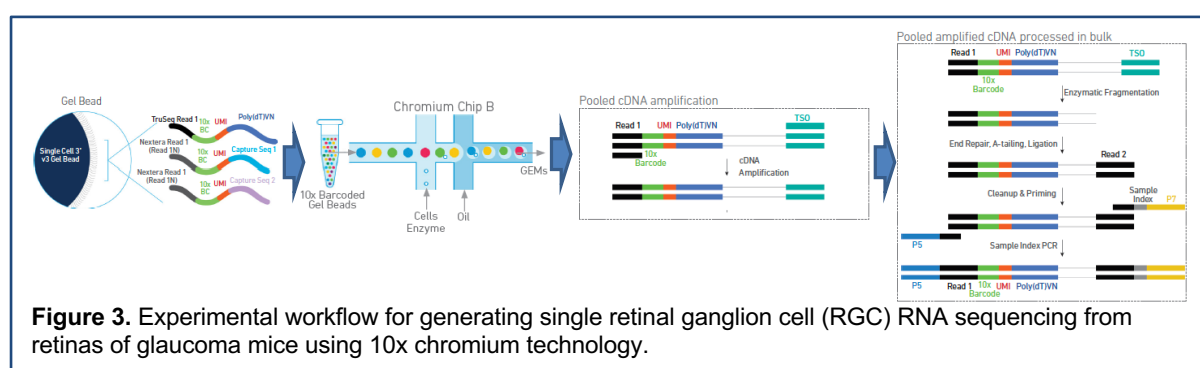 Gel Bead
Single Cell 3'
v3 Gel Bead
TruSeq Read 1
10x
BC
UMI
Poly(dT)VN
Nextera Read 1
(Read 1N)
10x
BC
UMI
Capture Seq 1
Nextera Read 1
(Read 1N)
10x
BC
UMI
Capture Seq 2
10x Barcoded
Gel Beads
Chromium Chip B
GEMs
Cells
Enzyme
Oil
Pooled cDNA amplification
TSO
Read 1 UMI Poly(dT)VN
10x
Barcode
cDNA
Amplification
Pooled amplified cDNA processed in bulk
Read 1 UMI Poly(dT)VN TSO
10x
Barcode
Enzymatic Fragmentation
End Repair, A-tailing, Ligation
Read 2
Cleanup & Priming
Sample
Index P7
P5
Sample Index PCR
P5 Read 1 10x
Barcode
UMI Poly(dT)VN
Figure 3. Experimental workflow for generating single retinal ganglion cell (RGC) RNA sequencing from
retinas of glaucoma mice using 10x chromium technology.